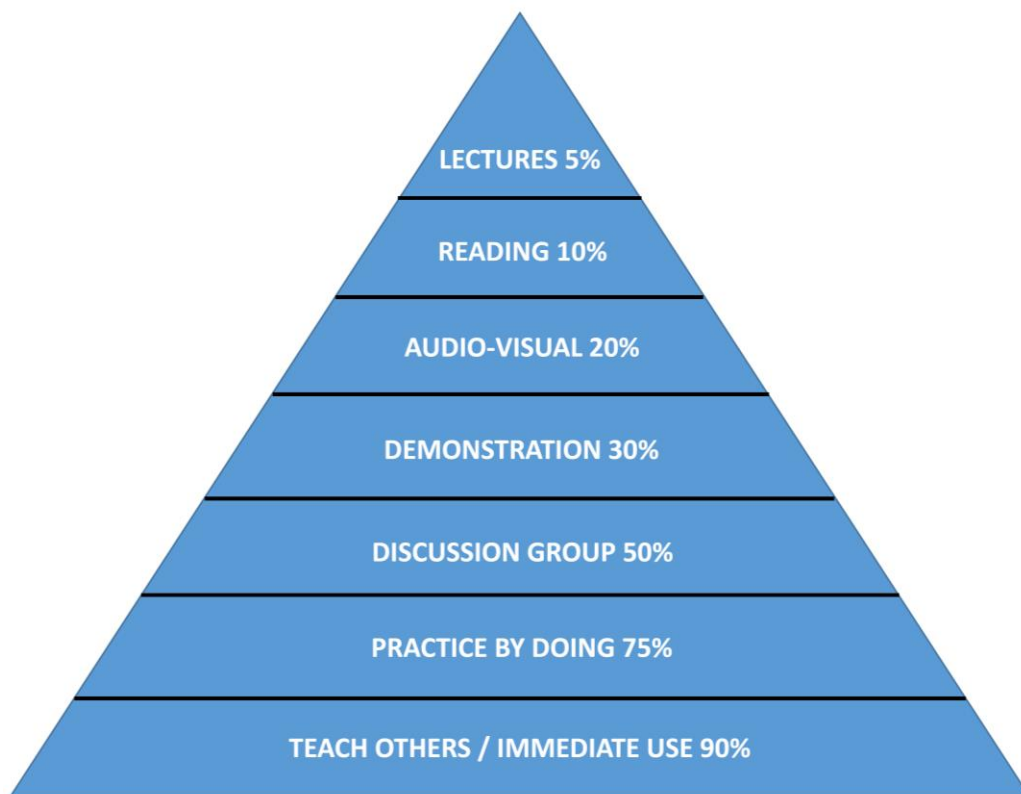 LECTURES 5%
READING 10%
AUDIO-VISUAL 20%
DEMONSTRATION 30%
DISCUSSION GROUP 50%
PRACTICE BY DOING 75%
TEACH OTHERS / IMMEDIATE USE 90%